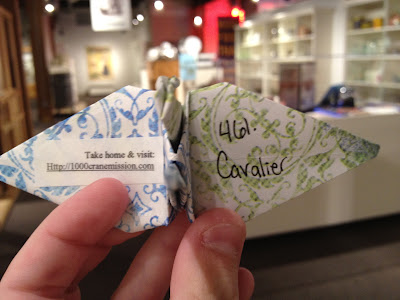 Take home & visit:
Http://1000cranemission.com
461.
Cavalier